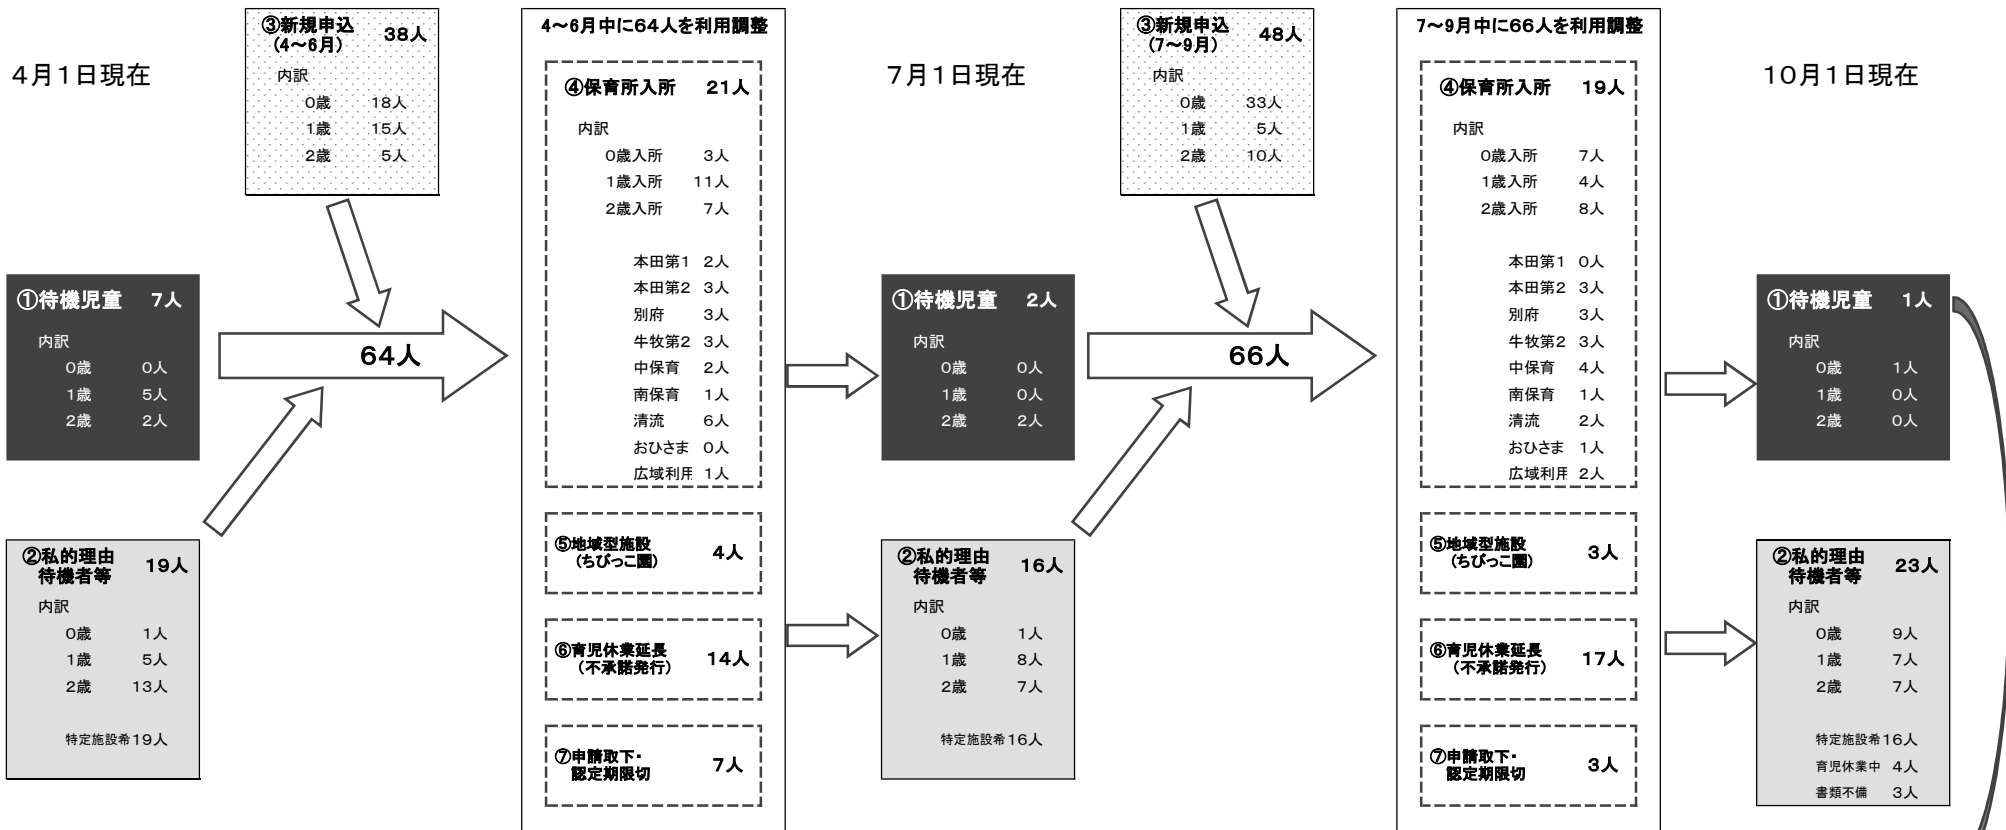 4月1日現在
③新規申込
(4～6月)
38人
内訳
0歳 18人
1歳 15人
2歳 5人
①待機児童 7人
内訳
0歳 0人
1歳 5人
2歳 2人
②私的理由
待機者等
19人
内訳
0歳 1人
1歳 5人
2歳 13人
特定施設希19人
64人
4～6月中に64人を利用調整
④保育所入所 21人
内訳
0歳入所 3人
1歳入所 11人
2歳入所 7人
本田第1 2人
本田第2 3人
別府 3人
牛牧第2 3人
中保育 2人
南保育 1人
清流 6人
おひさま 0人
広域利用 1人
⑤地域型施設
(ちびっこ園)
4人
⑥育児休業延長
(不承諾発行)
14人
⑦申請取下・
認定期限切
7人
7月1日現在
③新規申込
(7～9月)
48人
内訳
0歳 33人
1歳 5人
2歳 10人
①待機児童 2人
内訳
0歳 0人
1歳 0人
2歳 2人
②私的理由
待機者等
16人
内訳
0歳 1人
1歳 8人
2歳 7人
特定施設希16人
66人
7～9月中に66人を利用調整
④保育所入所 19人
内訳
0歳入所 7人
1歳入所 4人
2歳入所 8人
本田第1 0人
本田第2 3人
別府 3人
牛牧第2 3人
中保育 4人
南保育 1人
清流 2人
おひさま 1人
広域利用 2人
⑤地域型施設
(ちびっこ園)
3人
⑥育児休業延長
(不承諾発行)
17人
⑦申請取下・
認定期限切
3人
10月1日現在
①待機児童 1人
内訳
0歳 1人
1歳 0人
2歳 0人
②私的理由
待機者等
23人
内訳
0歳 9人
1歳 7人
2歳 7人
特定施設希16人
育児休業中 4人
書類不備 3人